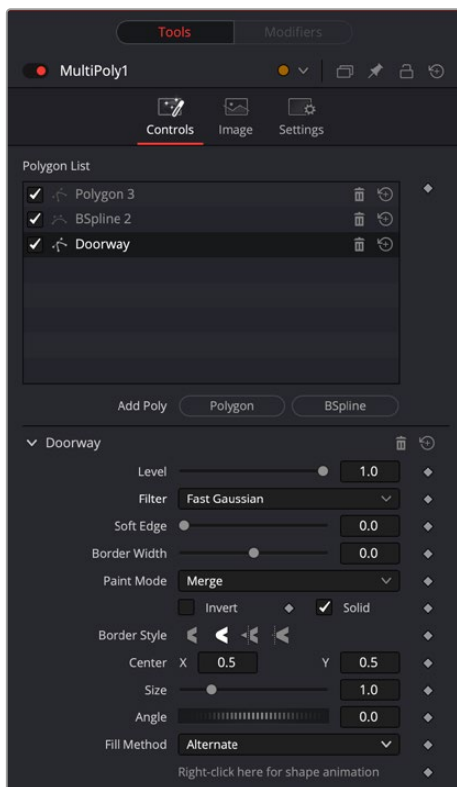 Tools Modifiers
MultiPoly1
Controls Image Settings
Polygon List
Polygon 3
BSpline 2
Doorway
Add Poly Polygon BSpline
Doorway
Level 1.0
Filter Fast Gaussian
Soft Edge 0.0
Border Width 0.0
Paint Mode Merge
Invert Solid
Border Style
Center X 0.5 Y 0.5
Size 1.0
Angle 0.0
Fill Method Alternate
Right-click here for shape animation